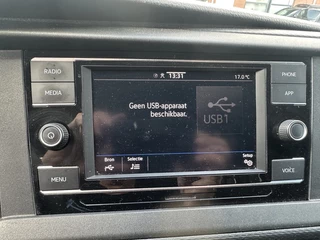 RADIO
MEDIA
MENU
13:31
17.0 °C
Geen USB-apparaat
beschikbaar.
USB1
Bron
Selectie
Setup
PHONE
APP
VOICE